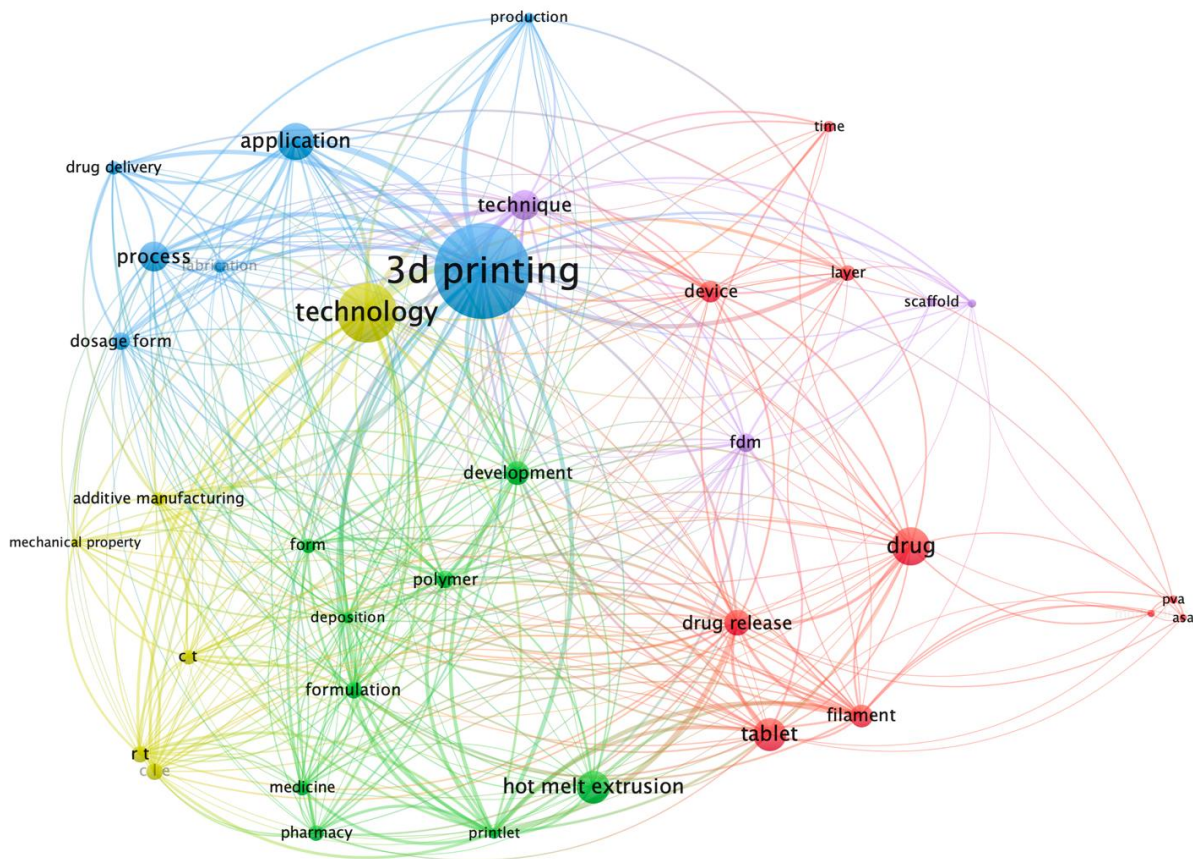 production
time
application
drug delivery
technique
process
fabrication
3d printing
layer
device
scaffold
technology
dosage form
fdm
development
additive manufacturing
mechanical property
form
drug
polymer
pva
asa
deposition
drug release
c t
formulation
filament
tablet
r t
c l e
medicine
hot melt extrusion
pharmacy
printlet